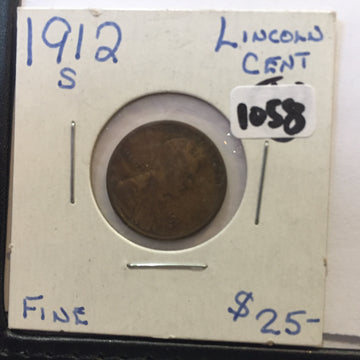 1912
S
LINCOLN
CENT
1058
FINE
$25-